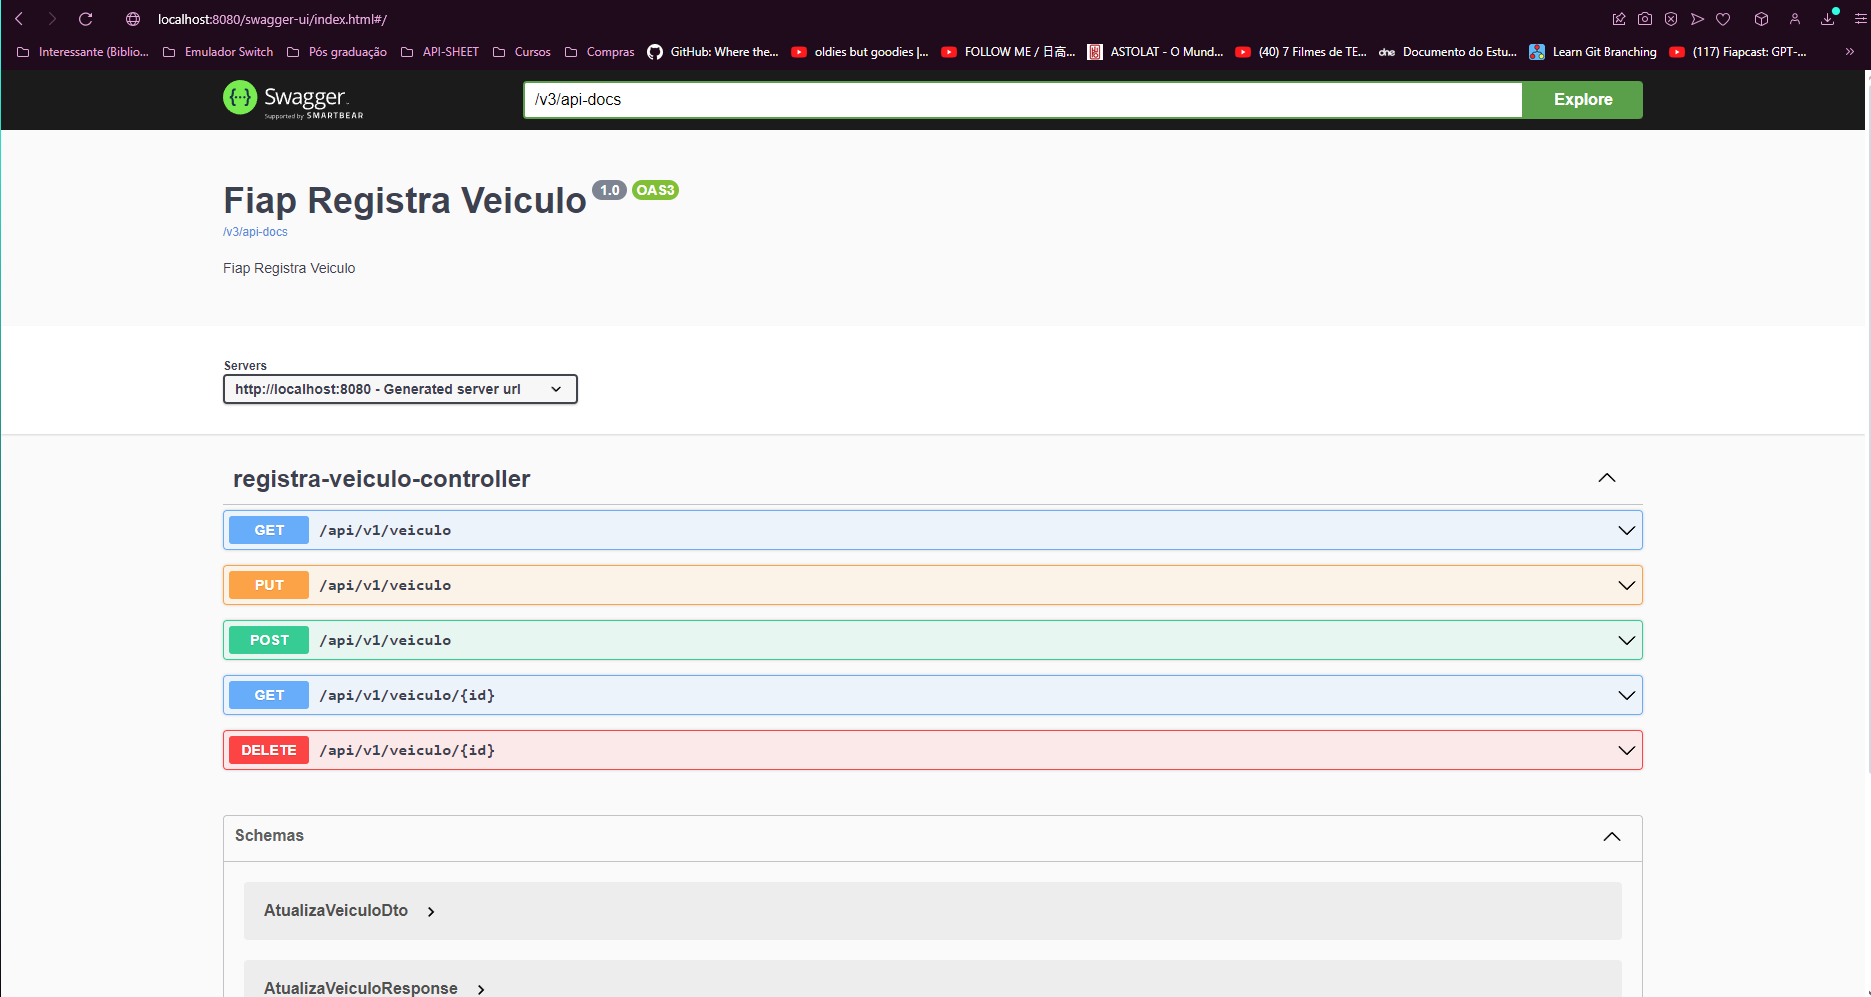 localhost:8080/swagger-ui/index.html#/
Interessante (Biblio... Emulador Switch Pós graduação API-SHEET Cursos Compras GitHub: Where the... oldies but goodies |... FOLLOW ME / 日高... ASTOLAT - O Mund... (40) 7 Filmes de TE... dne Documento do Estu... Learn Git Branching (117) Fiapcast: GPT-... »
{···} Swagger. /v3/api-docs Explore
Supported by SMARTBEAR
Fiap Registra Veiculo 1.0 OAS3
/v3/api-docs
Fiap Registra Veiculo
Servers
http://localhost:8080 - Generated server url
registra-veiculo-controller
GET /api/v1/veiculo
PUT /api/v1/veiculo
POST /api/v1/veiculo
GET /api/v1/veiculo/{id}
DELETE /api/v1/veiculo/{id}
Schemas
AtualizaVeiculoDto
AtualizaVeiculoResponse